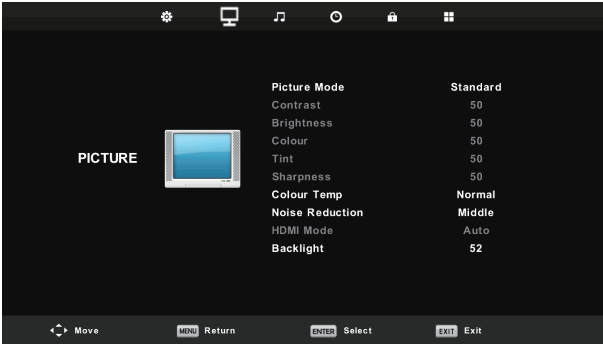 Picture Mode Standard
Contrast 50
Brightness 50
Colour 50
Tint 50
PICTURE
Sharpness 50
Colour Temp Normal
Noise Reduction Middle
HDMI Mode Auto
Backlight 52
Move MENU Return ENTER Select EXIT Exit